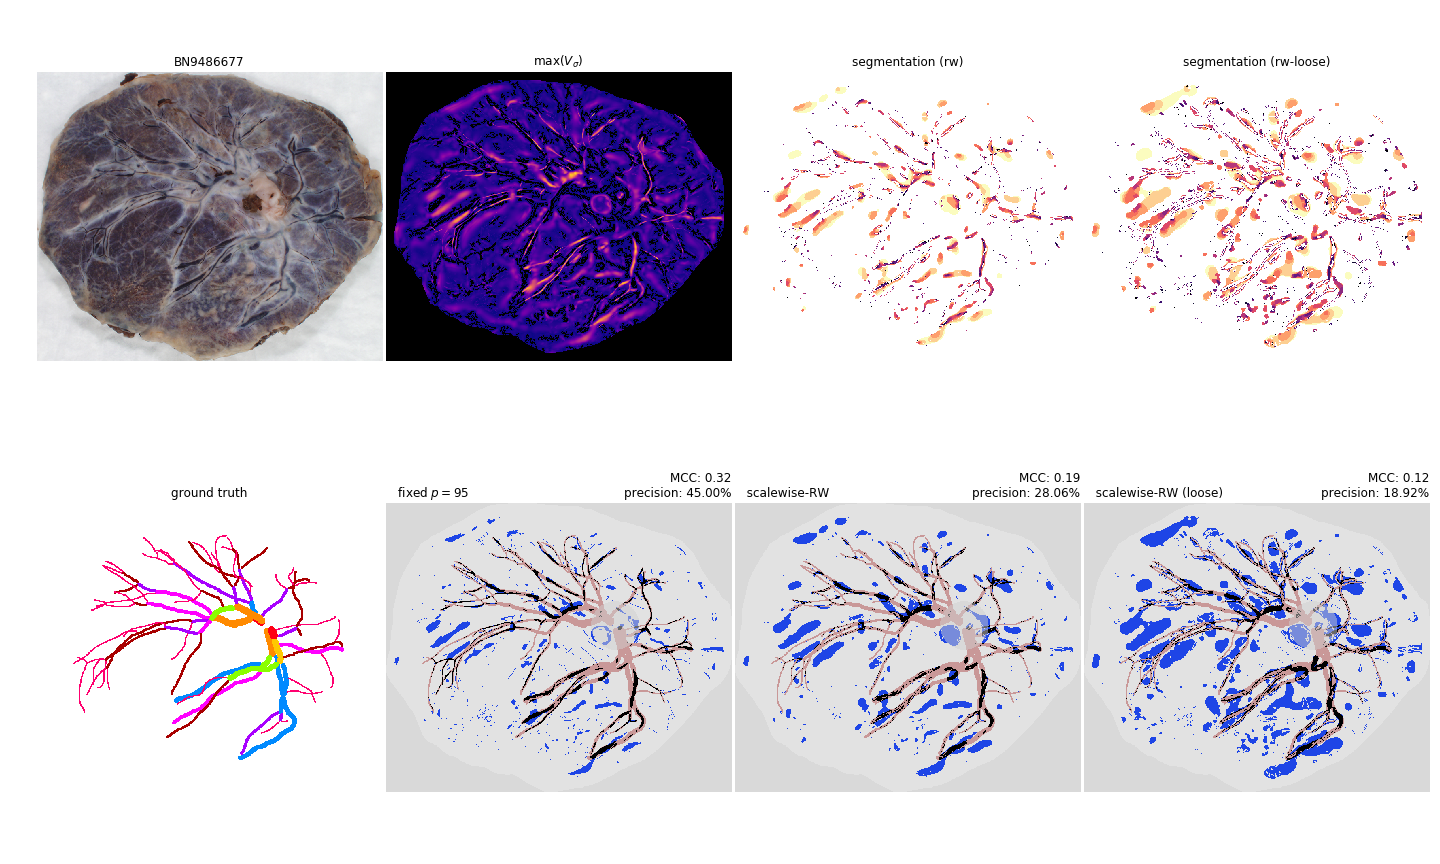 BN9486677
max(V_σ)
segmentation (rw)
segmentation (rw-loose)
ground truth
fixed p = 95
MCC: 0.32
precision: 45.00%
scalewise-RW
MCC: 0.19
precision: 28.06%
scalewise-RW (loose)
MCC: 0.12
precision: 18.92%